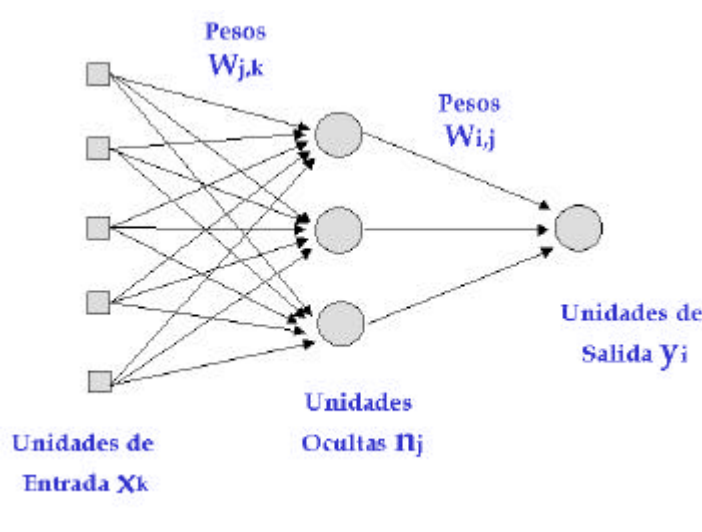 Pesos
Wj,k
Pesos
Wi,j
Unidades de
Salida yi
Unidades
Ocultas nj
Unidades de
Entrada xk